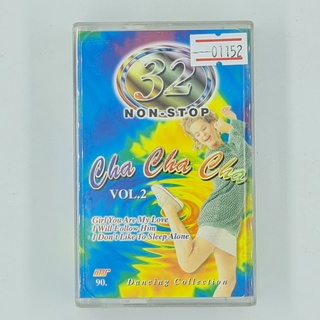 01152
32
NON-STOP
Cha Cha Cha
VOL.2
Girl You Are My Love
I Will Follow Him
I Don't Like To Sleep Alone
90.
Dancing Collection